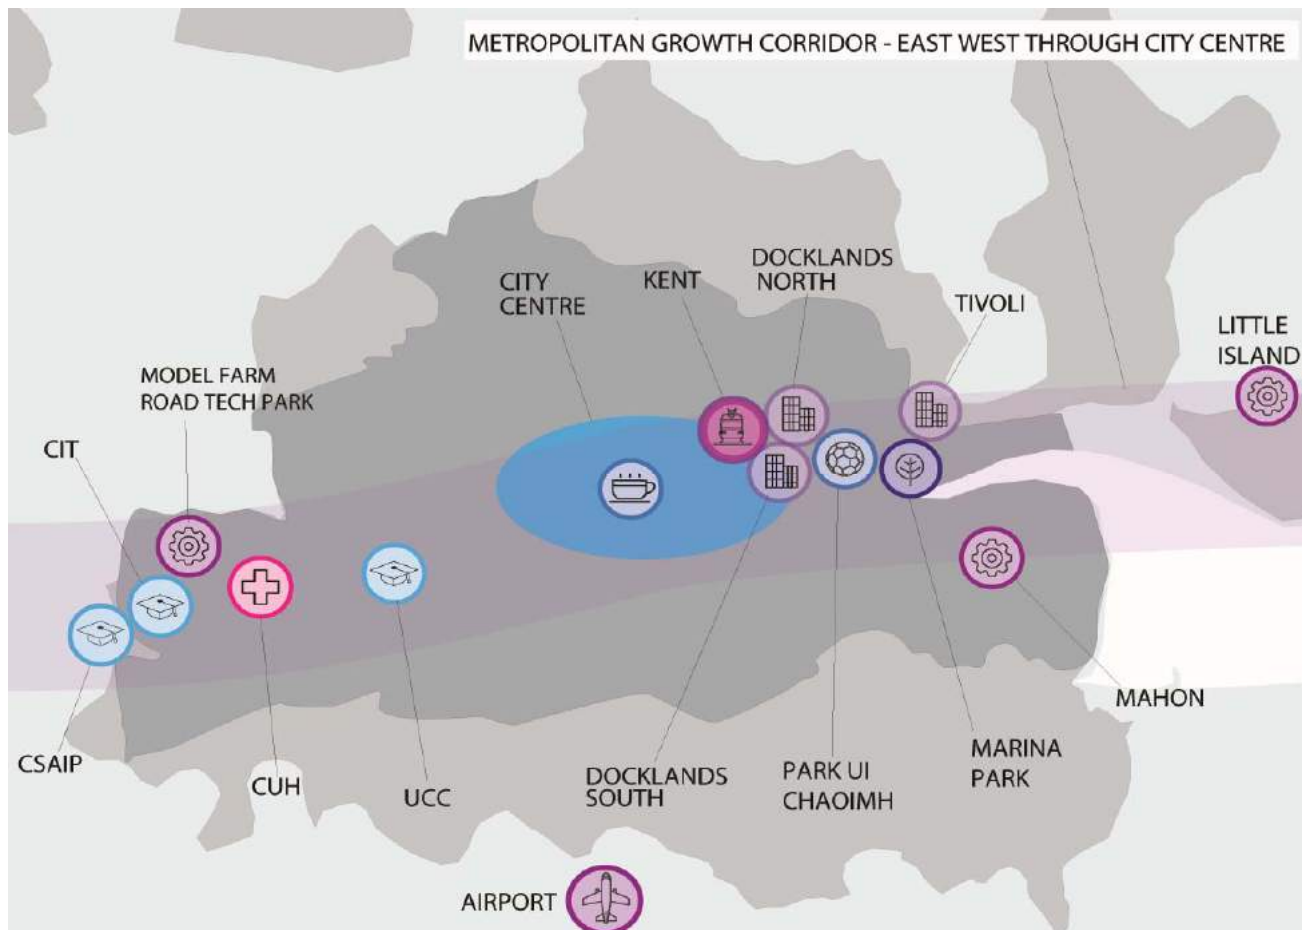 METROPOLITAN GROWTH CORRIDOR - EAST WEST THROUGH CITY CENTRE
DOCKLANDS
NORTH
KENT
CITY
CENTRE
TIVOLI
LITTLE
ISLAND
MODEL FARM
ROAD TECH PARK
CIT
MAHON
CSAIP
CUH
UCC
DOCKLANDS
SOUTH
PARK UI
CHAOIMH
MARINA
PARK
AIRPORT